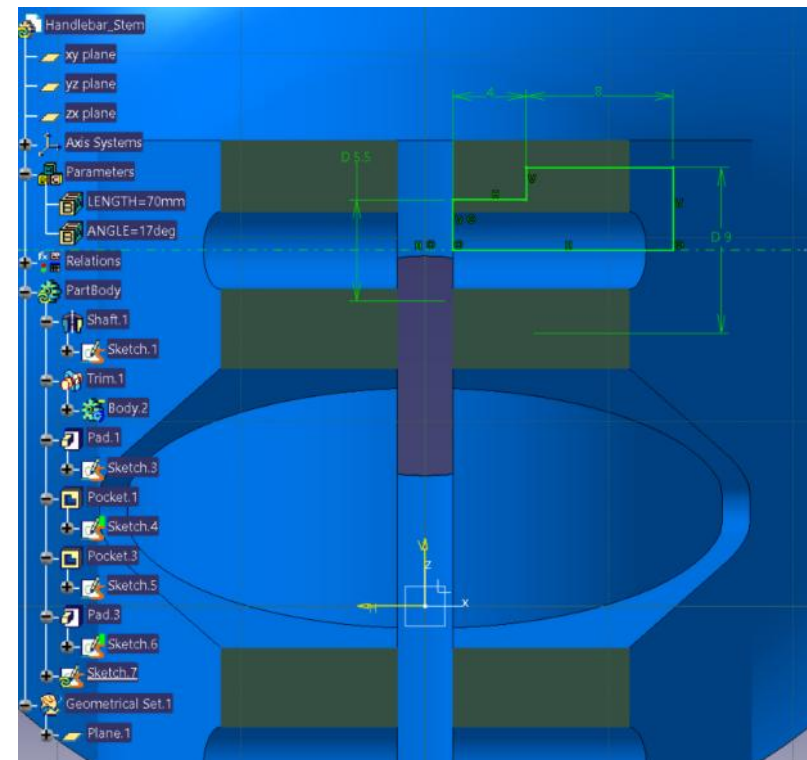 Handlebar_Stem
xy plane
yz plane
zx plane
Axis Systems
Parameters
LENGTH=70mm
ANGLE=17deg
Relations
PartBody
Shaft.1
Sketch.1
Trim.1
Body.2
Pad.1
Sketch.3
Pocket.1
Sketch.4
Pocket.3
Sketch.5
Pad.3
Sketch.6
Sketch.7
Geometrical Set.1
Plane.1
4
8
D 5.5
D 9
V
H
V
V
H
H
V
z
H
x